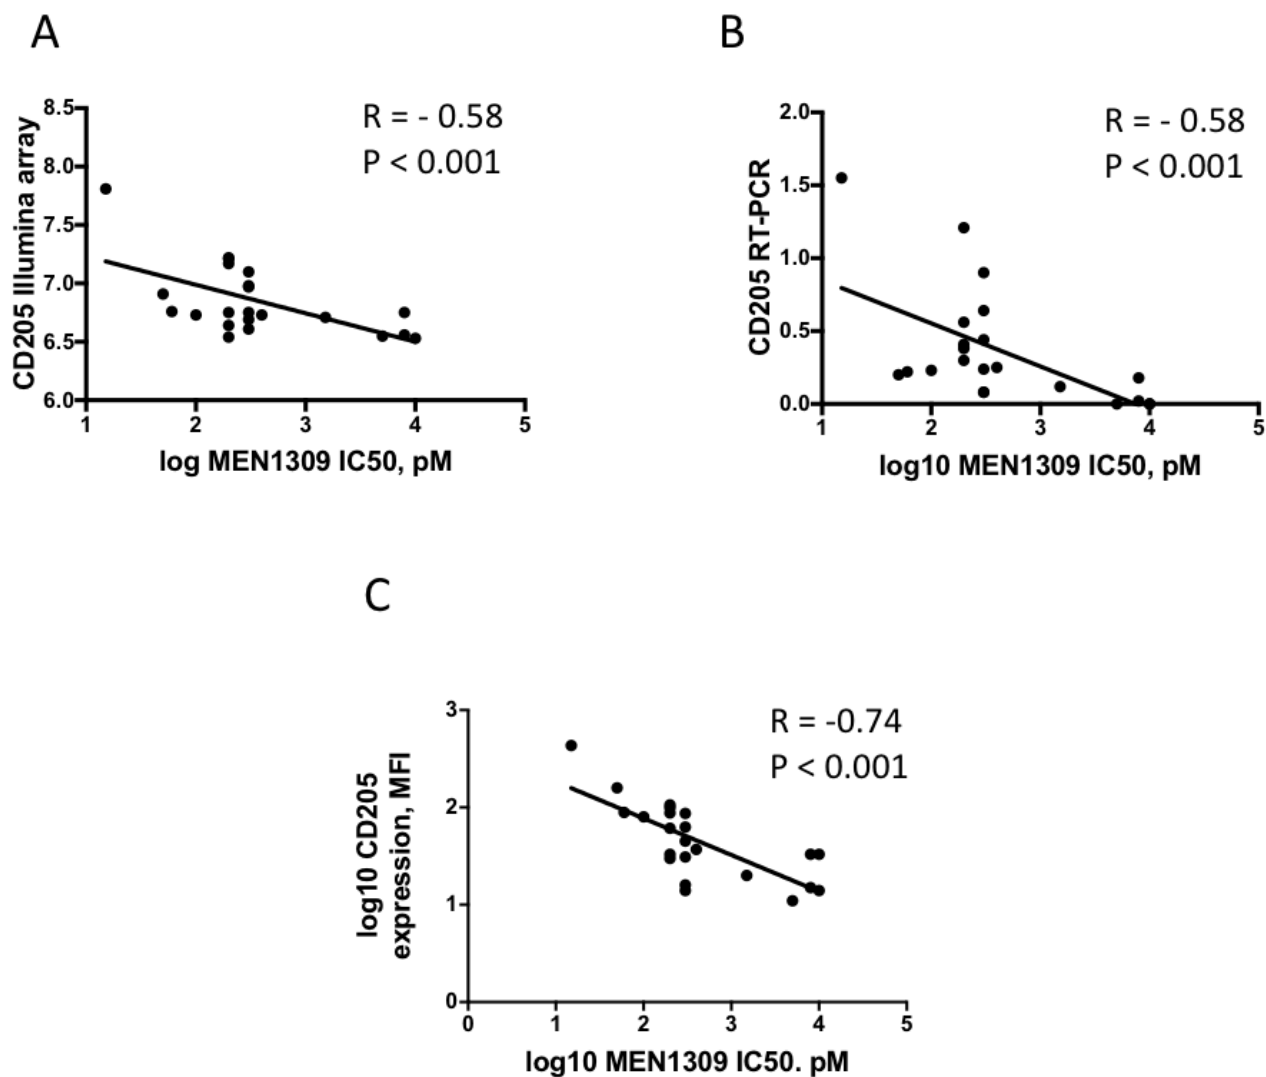 A
R = - 0.58
P < 0.001
CD205 Illumina array
8.5
8.0
7.5
7.0
6.5
6.0
1 2 3 4 5
log MEN1309 IC50, pM
B
R = - 0.58
P < 0.001
CD205 RT-PCR
2.0
1.5
1.0
0.5
0.0
1 2 3 4 5
log10 MEN1309 IC50, pM
C
R = -0.74
P < 0.001
log10 CD205
expression, MFI
3
2
1
0
0 1 2 3 4 5
log10 MEN1309 IC50. pM